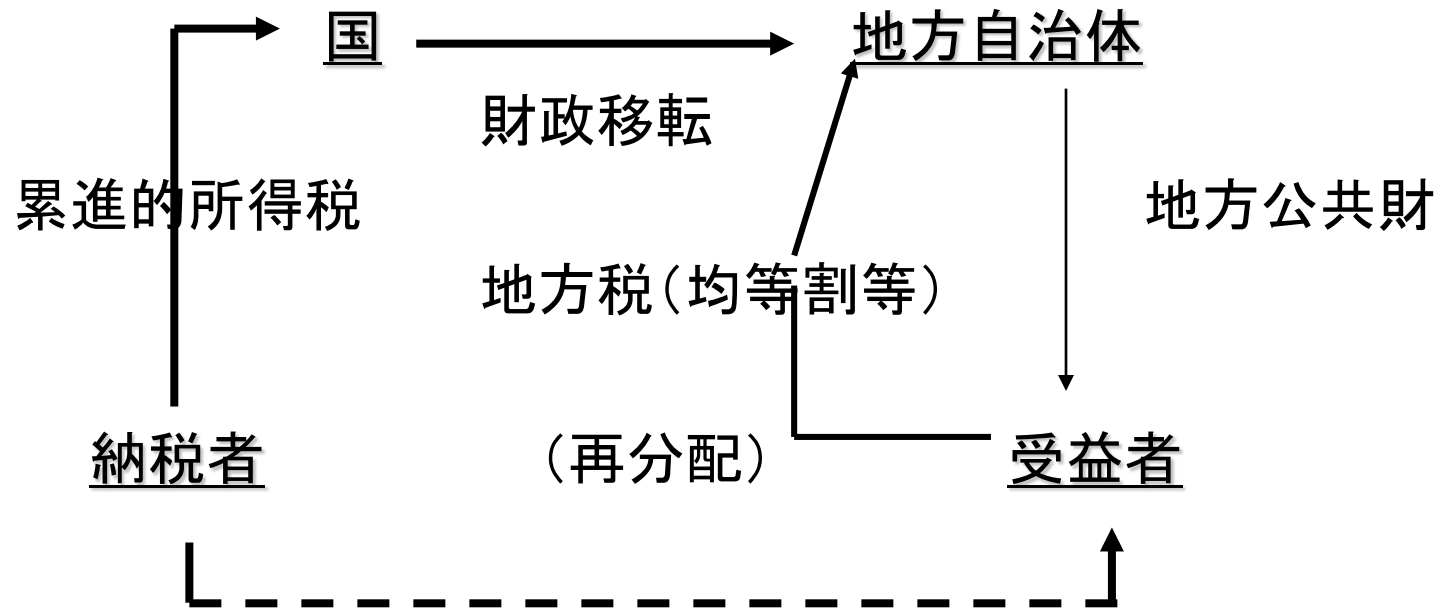 国
地方自治体
財政移転
累進的所得税
地方公共財
地方税(均等割等)
納税者
(再分配)
受益者